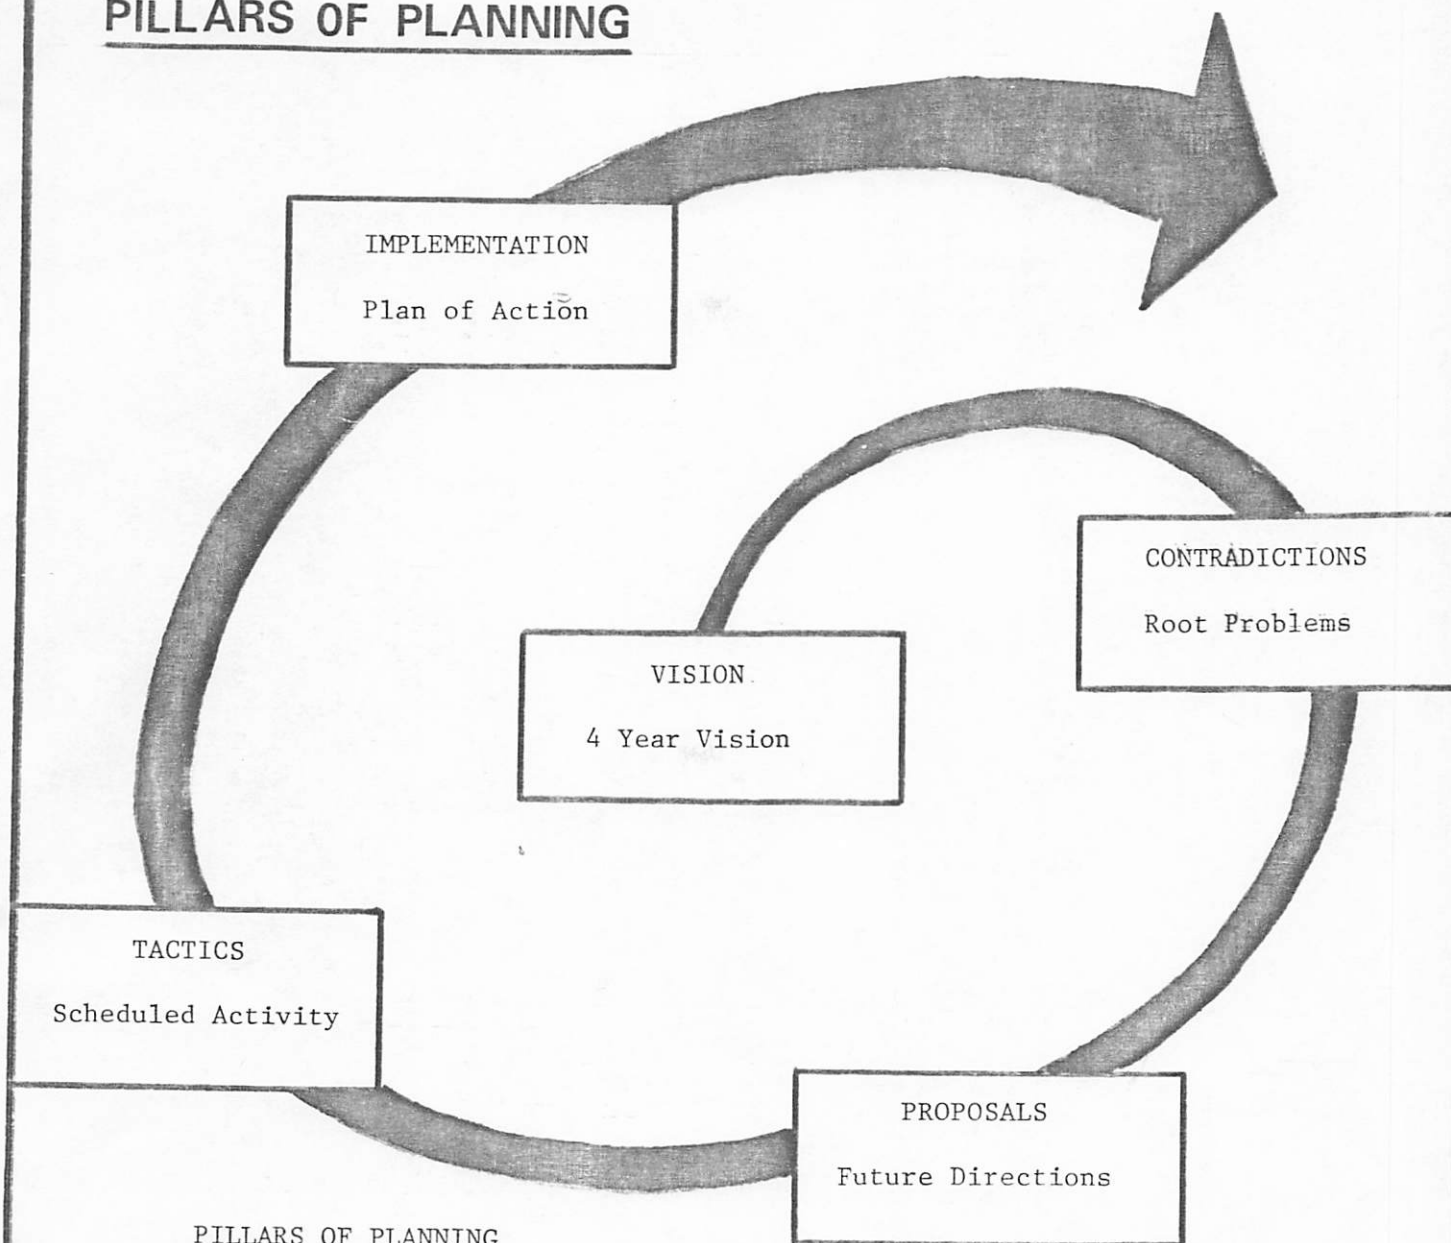 PILLARS OF PLANNING
IMPLEMENTATION
Plan of Action
CONTRADICTIONS
Root Problems
VISION
4 Year Vision
TACTICS
Scheduled Activity
PROPOSALS
Future Directions
PILLARS OF PLANNING